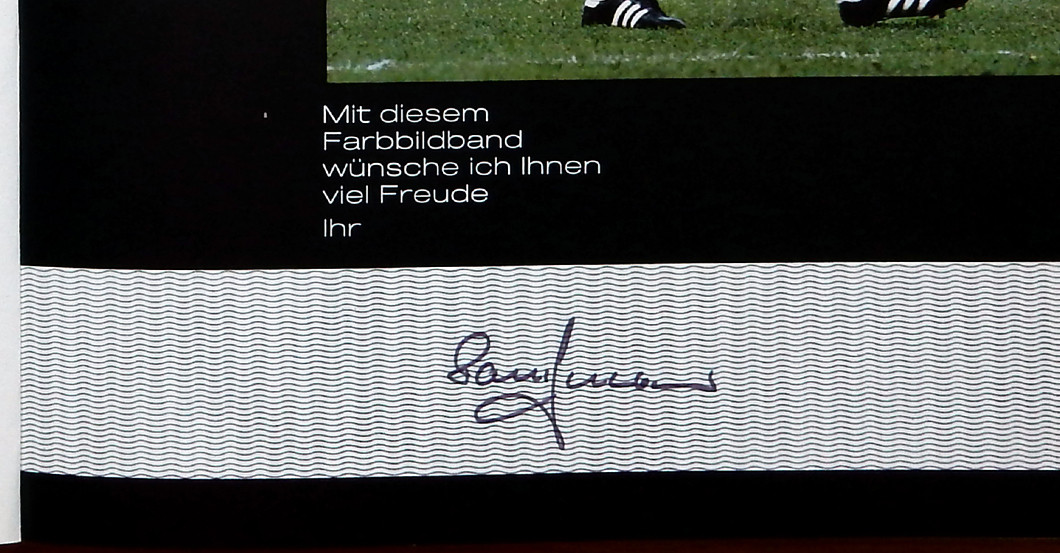 Mit diesem
Farbbildband
wünsche ich Ihnen
viel Freude
Ihr